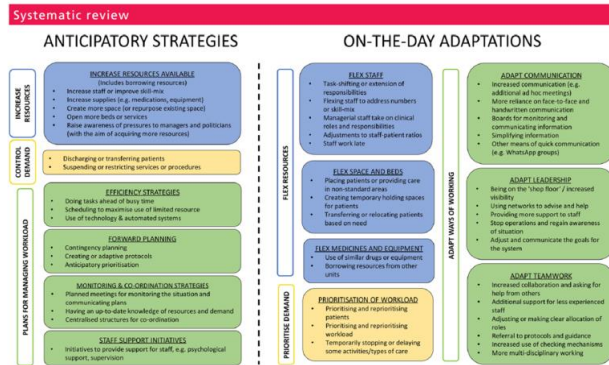 Systematic review
ANTICIPATORY STRATEGIES
INCREASE RESOURCES
INCREASE RESOURCES AVAILABLE
(Includes borrowing resources)
• Increase staff or improve skill-mix
• Increase supplies (e.g. medications, equipment)
• Create more space (or repurpose existing space)
• Open more beds or services
• Raise awareness of pressures to managers and politicians
(with the aim of acquiring more resources)
CONTROL DEMAND
• Discharging or transferring patients
• Suspending or restricting services or procedures
PLANS FOR MANAGING WORKLOAD
EFFICIENCY STRATEGIES
• Doing tasks ahead of busy time
• Scheduling to maximise use of limited resource
• Use of technology & automated systems
FORWARD PLANNING
• Contingency planning
• Creating or adaptive protocols
• Anticipatory prioritisation
MONITORING & CO-ORDINATION STRATEGIES
• Planned meetings for monitoring the situation and
communicating plans
• Having an up-to-date knowledge of resources and demand
• Centralised structures for co-ordination
STAFF SUPPORT INITIATIVES
• Initiatives to provide support for staff, e.g. psychological
support, supervision
ON-THE-DAY ADAPTATIONS
FLEX RESOURCES
FLEX STAFF
• Task-shifting or extension of
responsibilities
• Flexing staff to address numbers
or skill-mix
• Managerial staff take on clinical
roles and responsibilities
• Adjustments to staff-patient ratios
• Staff work late
FLEX SPACE AND BEDS
• Placing patients or providing care in
non-standard areas
• Creating temporary holding spaces
for patients
• Transferring or relocating patients
based on need
FLEX MEDICINES AND EQUIPMENT
• Use of similar drugs or equipment
• Borrowing resources from other
units
PRIORITISE DEMAND
PRIORITISATION OF WORKLOAD
• Prioritising and reprioritising
patients
• Prioritising and reprioritising
workload
• Temporarily stopping or delaying
some activities/types of care
ADAPT WAYS OF WORKING
ADAPT COMMUNICATION
• Increased communication (e.g.
additional ad hoc meetings)
• More reliance on face-to-face and
handwritten communication
• Boards for monitoring and
communicating information
• Simplifying information
• Other means of quick communication
(e.g. WhatsApp groups)
ADAPT LEADERSHIP
• Being on the 'shop floor' / increased
visibility
• Using networks to advise and help
• Providing more support to staff
• Stop operations and regain awareness
of situation
• Adjust and communicate the goals for
the system
ADAPT TEAMWORK
• Increased collaboration and asking for
help from others
• Additional support for less experienced
staff
• Adjusting or making clear allocation of
roles
• Referral to protocols and guidance
• Increased use of checking mechanisms
• More multi-disciplinary working